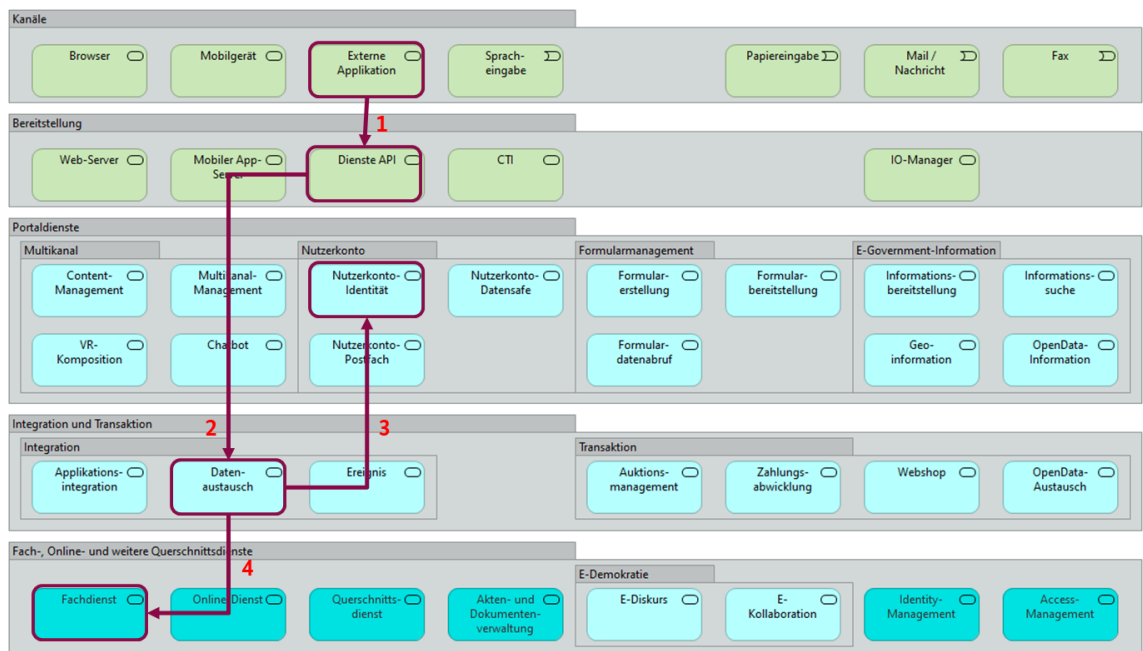 Kanäle
Browser
Mobilgerät
Externe
Applikation
Sprach-
eingabe
Papiereingabe
Mail /
Nachricht
Fax
1
Bereitstellung
Web-Server
Mobiler App-
Server
Dienste API
CTI
IO-Manager
Portaldienste
Multikanal
Nutzerkonto
Formularmanagement
E-Government-Information
Content-
Management
Multikanal-
Management
Nutzerkonto-
Identität
Nutzerkonto-
Datensafe
Formular-
erstellung
Formular-
bereitstellung
Informations-
bereitstellung
Informations-
suche
VR-
Komposition
Chatbot
Nutzerkonto-
Postfach
Formular-
datenabruf
Geo-
information
OpenData-
Information
Integration und Transaktion
2
3
Integration
Transaktion
Applikations-
integration
Daten-
austausch
Ereignis
Auktions-
management
Zahlungs-
abwicklung
Webshop
OpenData-
Austausch
Fach-, Online- und weitere Querschnittsdienste
4
E-Demokratie
Fachdienst
Online-Dienst
Querschnitts-
dienst
Akten- und
Dokumenten-
verwaltung
E-Diskurs
E-
Kollaboration
Identity-
Management
Access-
Management